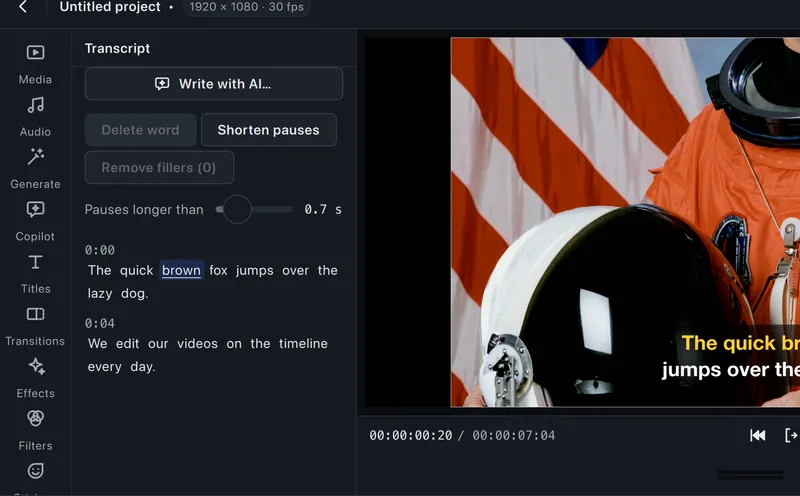 Untitled project • 1920 × 1080 · 30 fps
Media
Audio
Generate
Copilot
Titles
Transitions
Effects
Filters
Transcript
Write with AI...
Delete word
Shorten pauses
Remove fillers (0)
Pauses longer than 0.7 s
0:00
The quick brown fox jumps over the
lazy dog.
0:04
We edit our videos on the timeline
every day.
The quick br
jumps over the
00:00:00:20 / 00:00:07:04